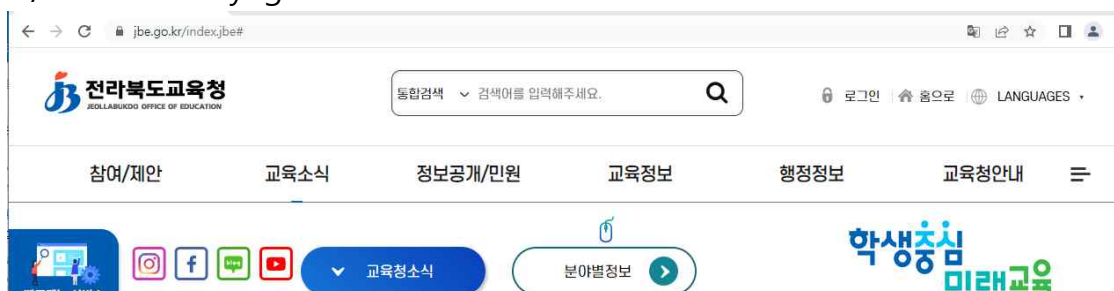 jbe.go.kr/index.jbe#
전라북도교육청
JEOLLABUKDO OFFICE OF EDUCATION
통합검색 검색어를 입력해주세요.
로그인 홈으로 LANGUAGES
참여/제안 교육소식 정보공개/민원 교육정보 행정정보 교육청안내
blog
교육청소식
분야별정보
학생중심
미래교육